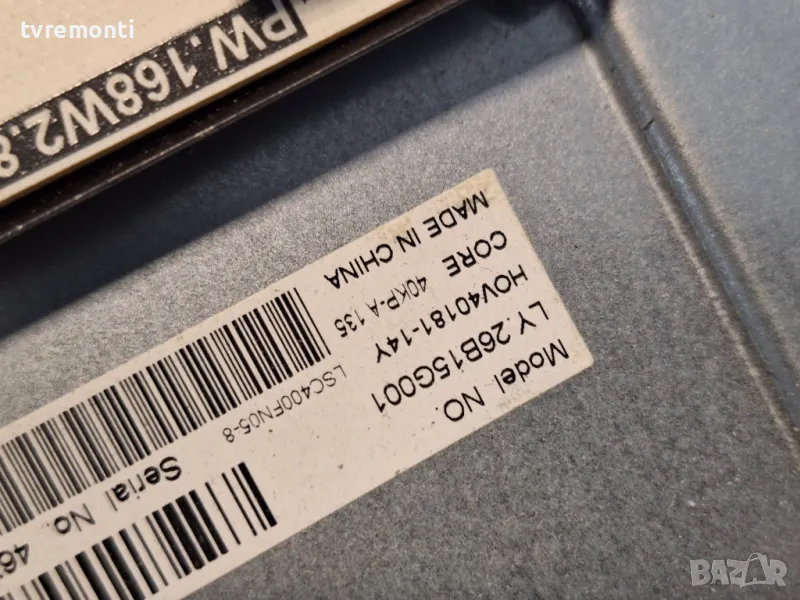 tvremonti
PW.168W2.8
Model NO.
LY.26B15G001
HOV40181-14Y
CORE 40KP-A 135
MADE IN CHINA
LSC400FN05-8
Serial No.
BAZAR